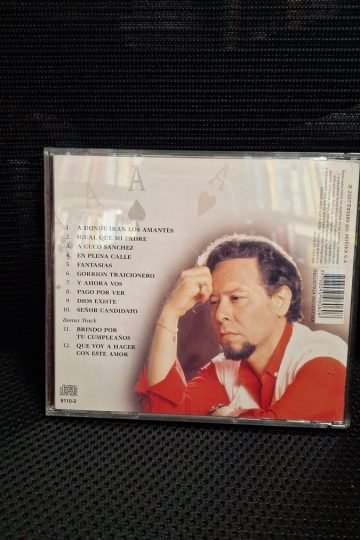 A
A
A
1. A DONDE IRAN LOS AMANTES
2. IGUAL QUE MI PADRE
3. A CUCO SANCHEZ
4. EN PLENA CALLE
5. FANTASIAS
6. GORRION TRAICIONERO
7. Y AHORA VOS
8. PAGO POR VER
9. DIOS EXISTE
10. SEÑOR CANDIDATO
Bonus Track
11. BRINDO POR
TU CUMPLEAÑOS
12. QUE VOY A HACER
CON ESTE AMOR
8110-2